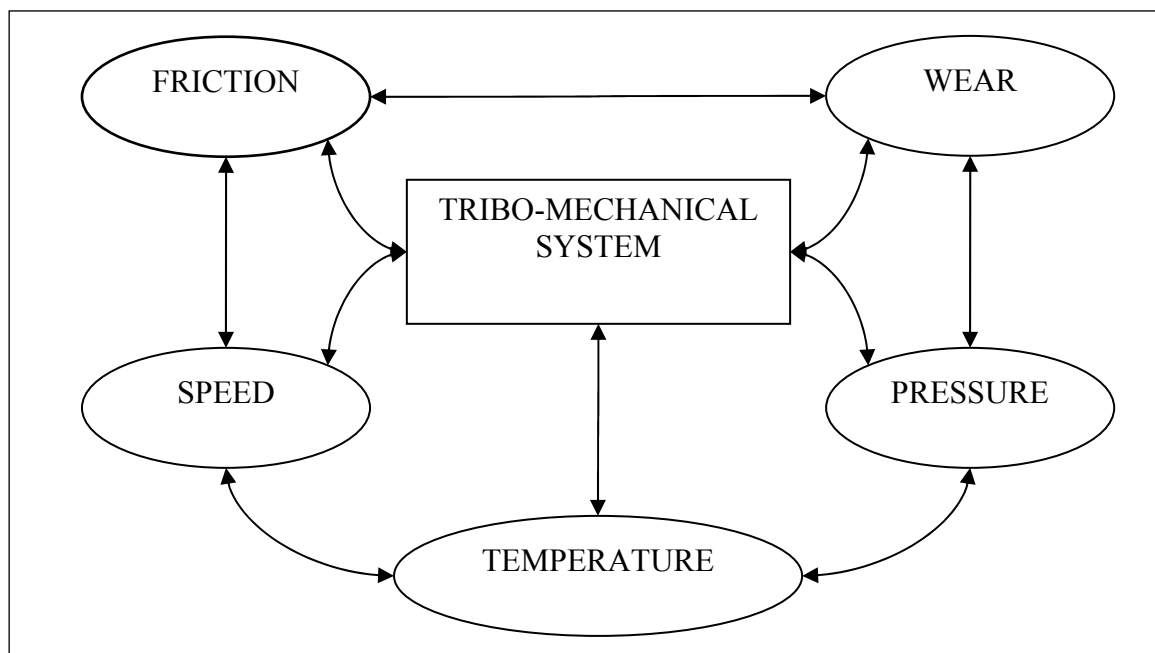 FRICTION
WEAR
TRIBO-MECHANICAL
SYSTEM
SPEED
PRESSURE
TEMPERATURE